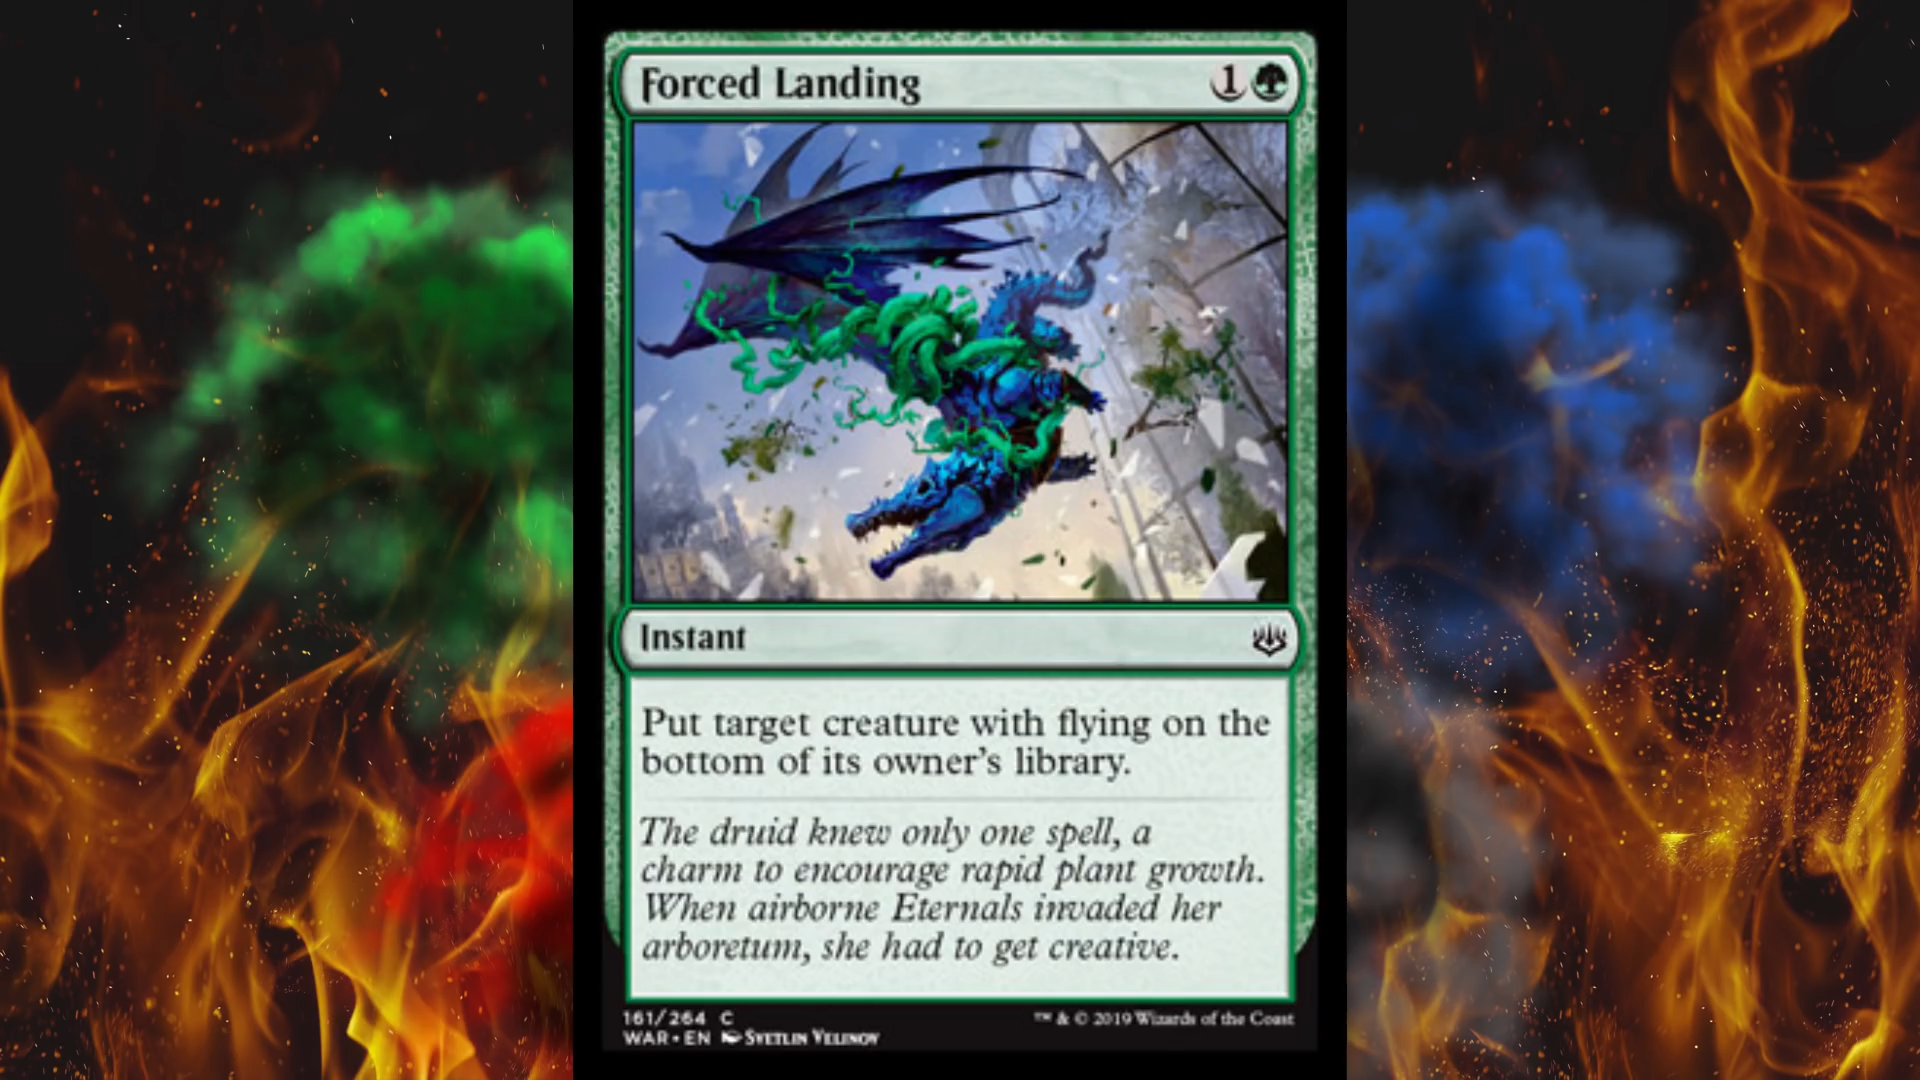 Forced Landing 1
Instant
Put target creature with flying on the
bottom of its owner's library.
The druid knew only one spell, a
charm to encourage rapid plant growth.
When airborne Eternals invaded her
arboretum, she had to get creative.
161/264 C
WAR • EN Svetlin Velinov
™ & © 2019 Wizards of the Coast